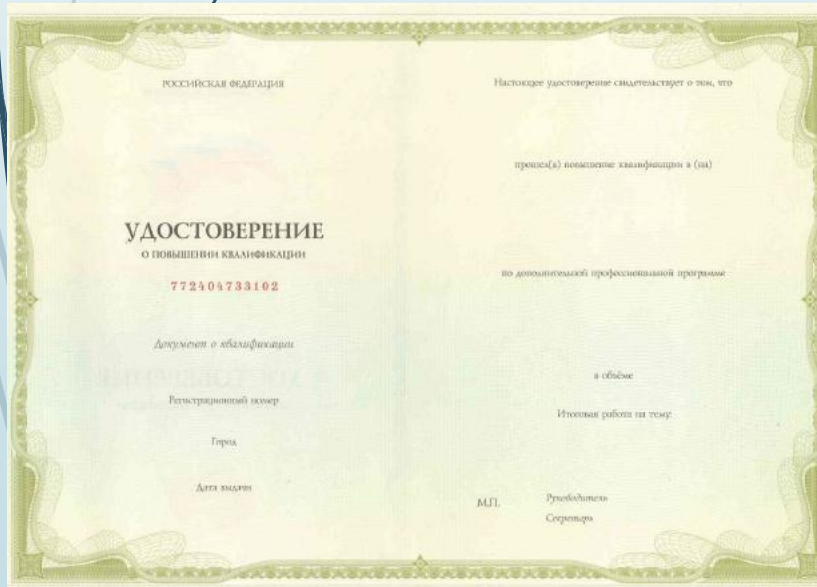 РОССИЙСКАЯ ФЕДЕРАЦИЯ
УДОСТОВЕРЕНИЕ
О ПОВЫШЕНИИ КВАЛИФИКАЦИИ
772404733102
Документ о квалификации
Регистрационный номер
Город
Дата выдачи
Настоящее удостоверение свидетельствует о том, что
прошел(а) повышение квалификации в (на)
по дополнительной профессиональной программе
в объёме
Итоговая работа на тему:
М.П.
Руководитель
Секретарь